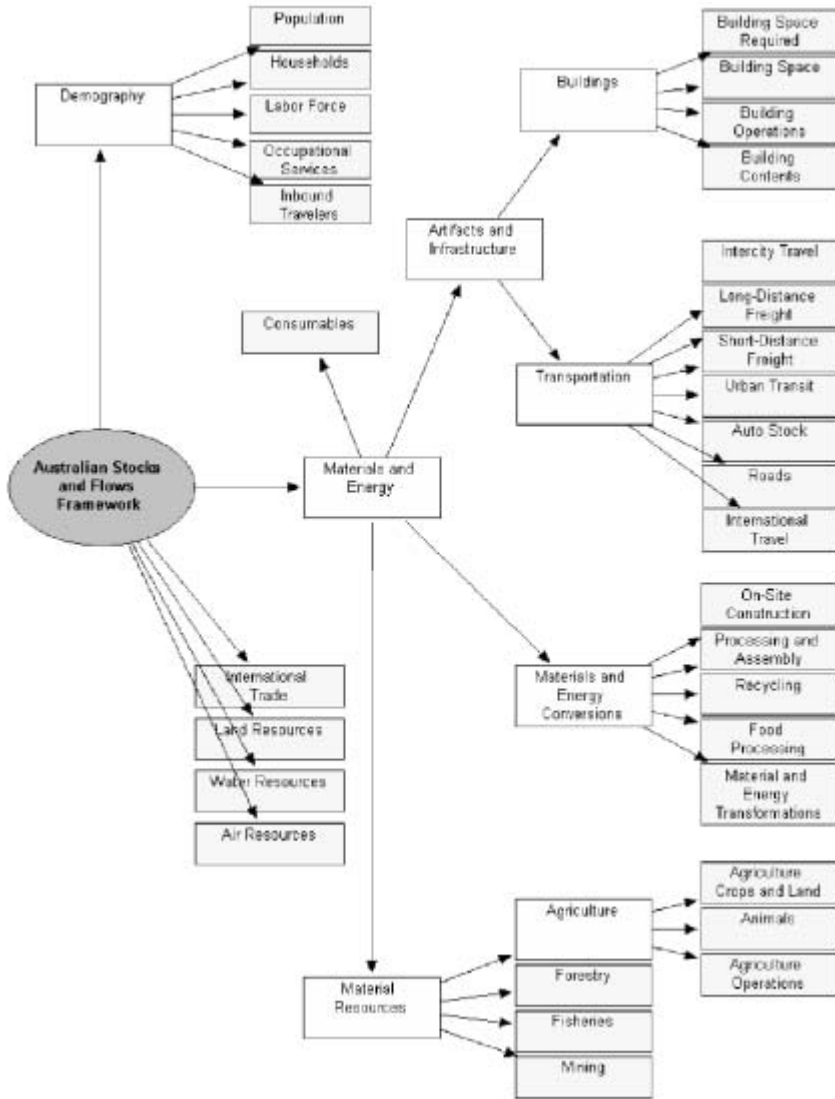 Population
Households
Demography
Labor Force
Occupational
Services
Inbound
Travelers
Building Space
Required
Building Space
Buildings
Building
Operations
Building
Contents
Artifacts and
Infrastructure
Intercity Travel
Long-Distance
Freight
Short-Distance
Freight
Transportation
Urban Transit
Auto Stock
Roads
International
Travel
Consumables
Australian Stocks
and Flows
Framework
Materials and
Energy
On-Site
Construction
Processing and
Assembly
Materials and
Energy
Conversions
Recycling
Food
Processing
Material and
Energy
Transformations
International
Trade
Land Resources
Water Resources
Air Resources
Agriculture
Crops and Land
Agriculture
Animals
Agriculture
Operations
Material
Resources
Forestry
Fisheries
Mining